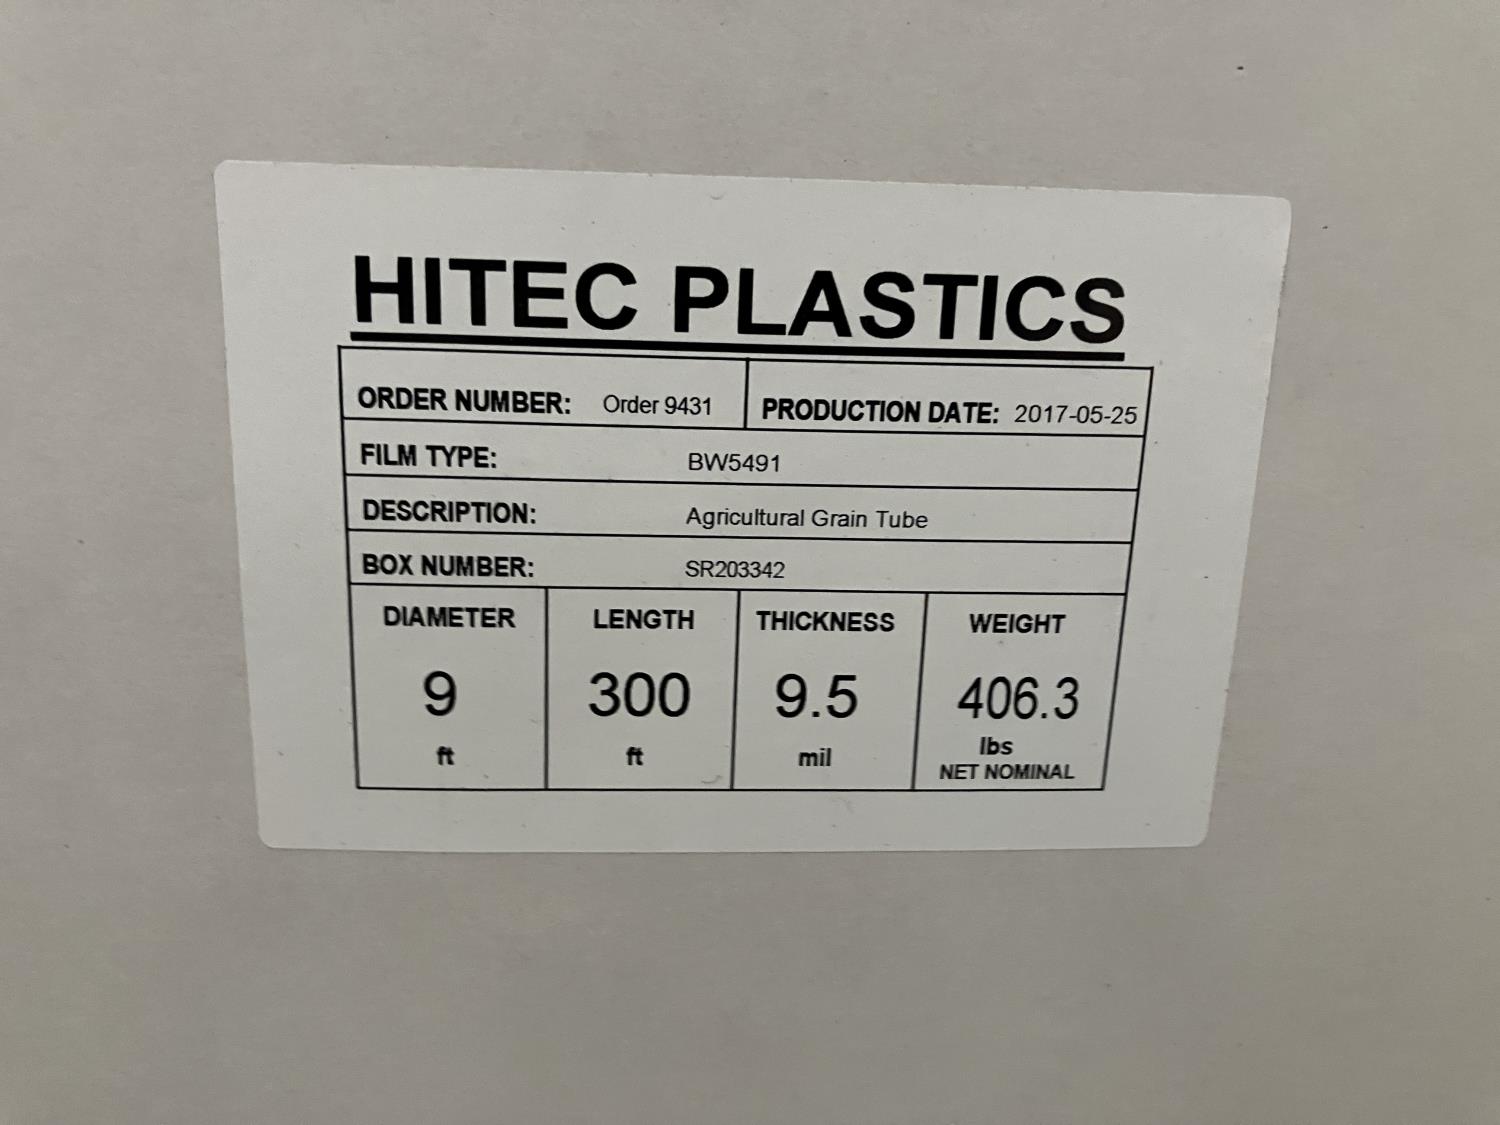 HITEC PLASTICS
ORDER NUMBER: Order 9431 PRODUCTION DATE: 2017-05-25
FILM TYPE: BW5491
DESCRIPTION: Agricultural Grain Tube
BOX NUMBER: SR203342
DIAMETER LENGTH THICKNESS WEIGHT
9 300 9.5 406.3
ft ft mil lbs
NET NOMINAL